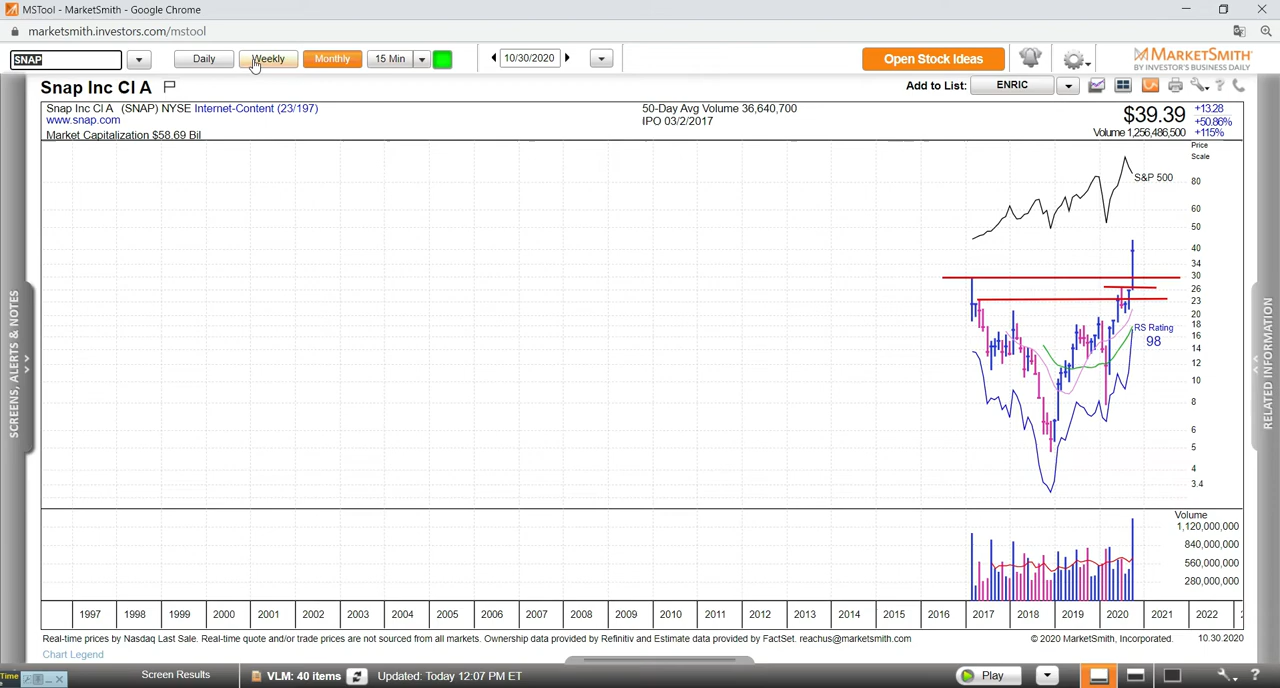 MSTool - MarketSmith - Google Chrome
marketsmith.investors.com/mstool
SNAP
Daily
Weekly
Monthly
15 Min
10/30/2020
Open Stock Ideas
MARKETSMITH
BY INVESTOR'S BUSINESS DAILY
Snap Inc Cl A
Add to List:
ENRIC
Snap Inc Cl A (SNAP) NYSE Internet-Content (23/197)
50-Day Avg Volume 36,640,700
$39.39
+13.28
www.snap.com
IPO 03/2/2017
+50.86%
Market Capitalization $58.69 Bil
Volume 1,256,486,500
+115%
Price
Scale
S&P 500
80
60
50
40
34
30
26
23
20
18
16
14
12
10
8
6
5
4
3.4
RS Rating
98
SCREENS, ALERTS & NOTES
RELATED INFORMATION
Volume
1,120,000,000
840,000,000
560,000,000
280,000,000
1997 1998 1999 2000 2001 2002 2003 2004 2005 2006 2007 2008 2009 2010 2011 2012 2013 2014 2015 2016 2017 2018 2019 2020 2021 2022 2
Real-time prices by Nasdaq Last Sale. Real-time quote and/or trade prices are not sourced from all markets. Ownership data provided by Refinitiv and Estimate data provided by FactSet. reachus@marketsmith.com
© 2020 MarketSmith, Incorporated.
10.30.2020
Chart Legend
Time
Screen Results
VLM: 40 items
Updated: Today 12:07 PM ET
Play